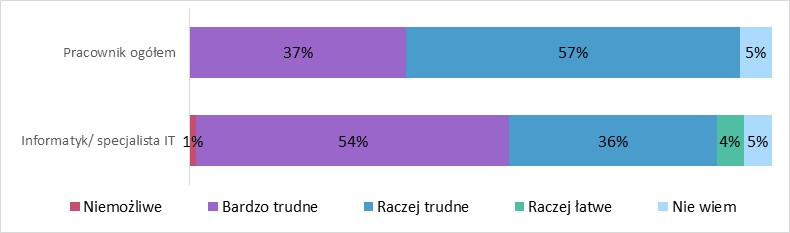 Pracownik ogółem 37% 57% 5%
Informatyk/ specjalista IT 1% 54% 36% 4% 5%
Niemożliwe Bardzo trudne Raczej trudne Raczej łatwe Nie wiem